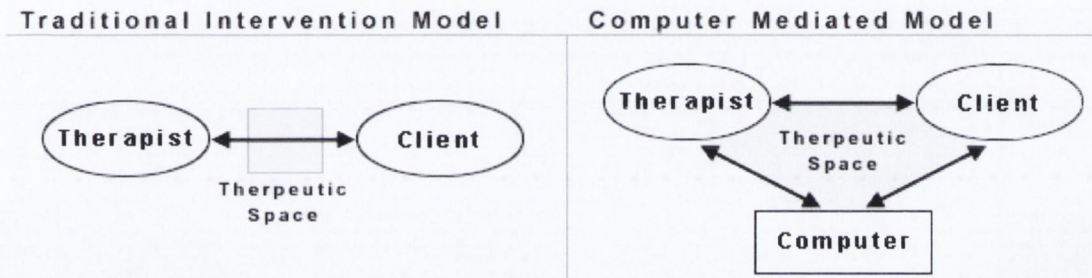 Traditional Intervention Model
Therapist
Client
Therpeutic
Space
Computer Mediated Model
Therapist
Client
Therpeutic
Space
Computer